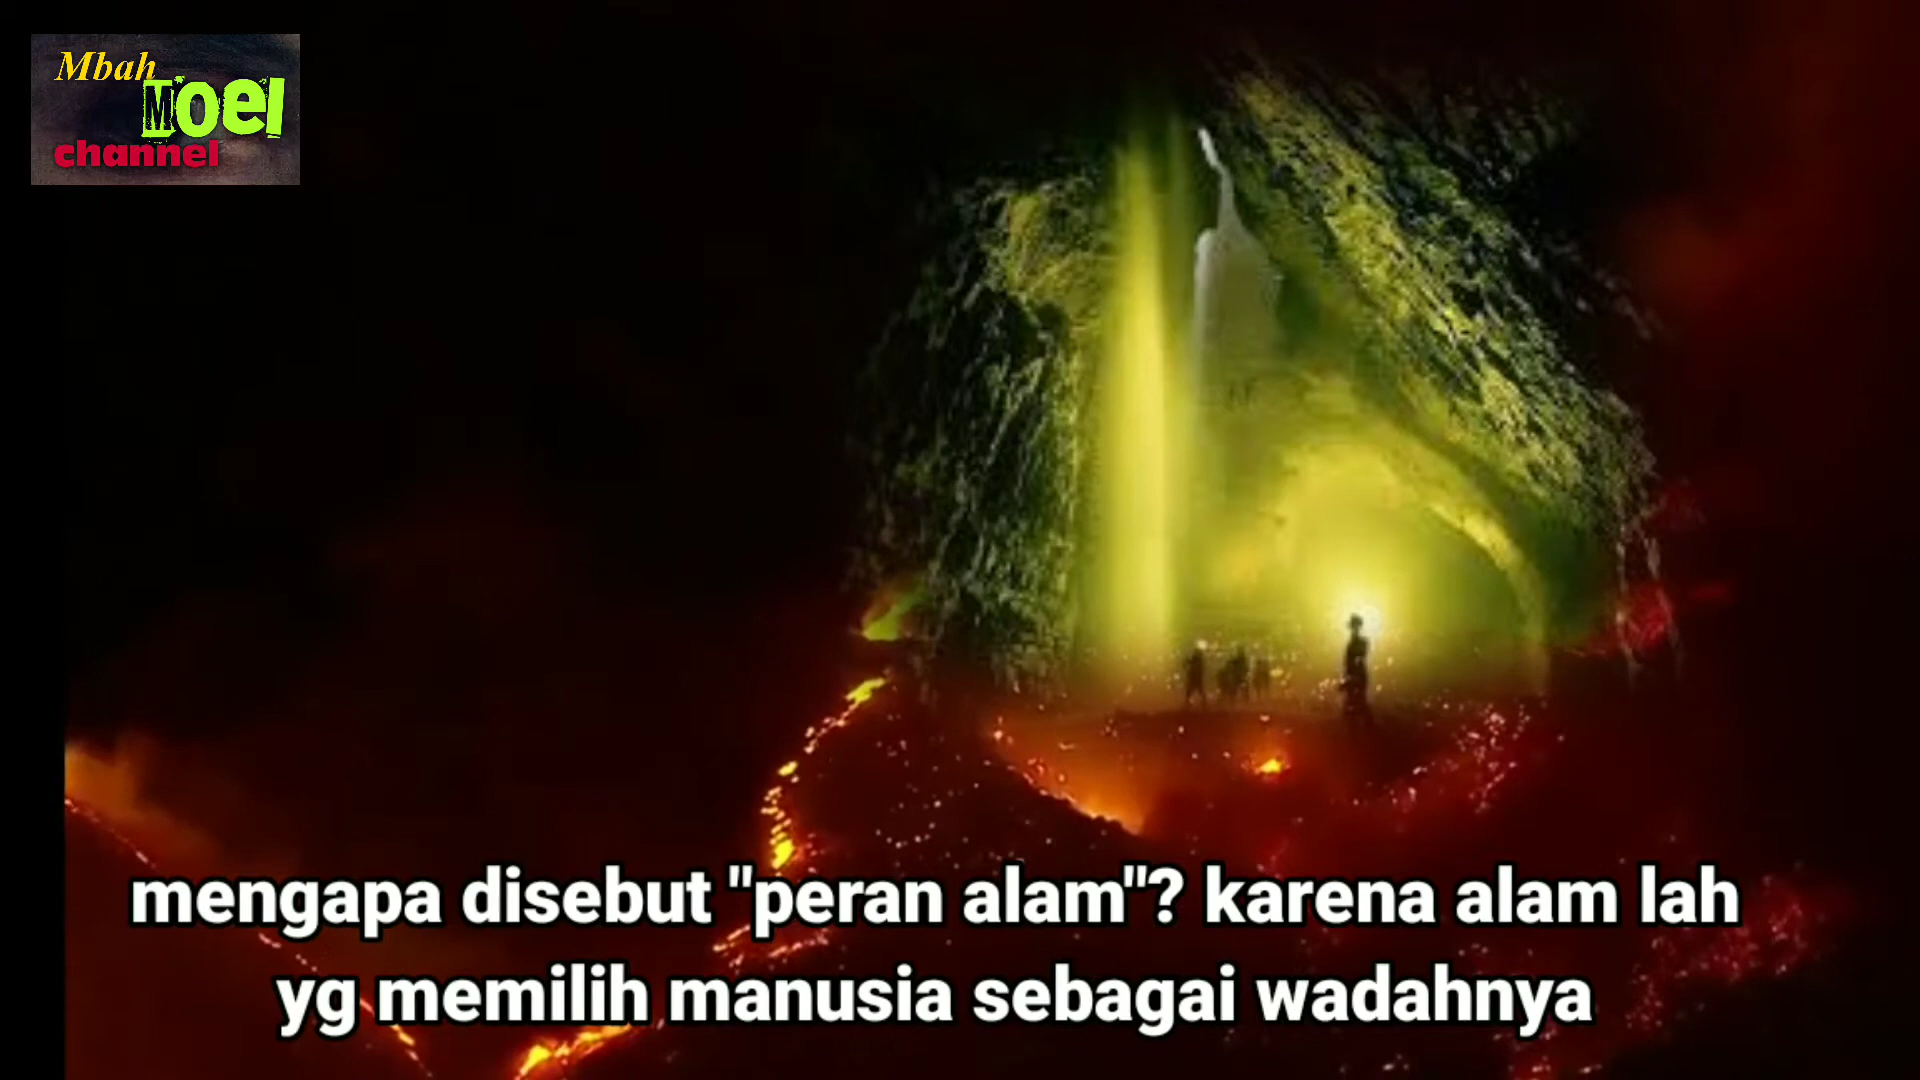 Mbah
Moel
channel
mengapa disebut "peran alam"? karena alam lah
yg memilih manusia sebagai wadahnya